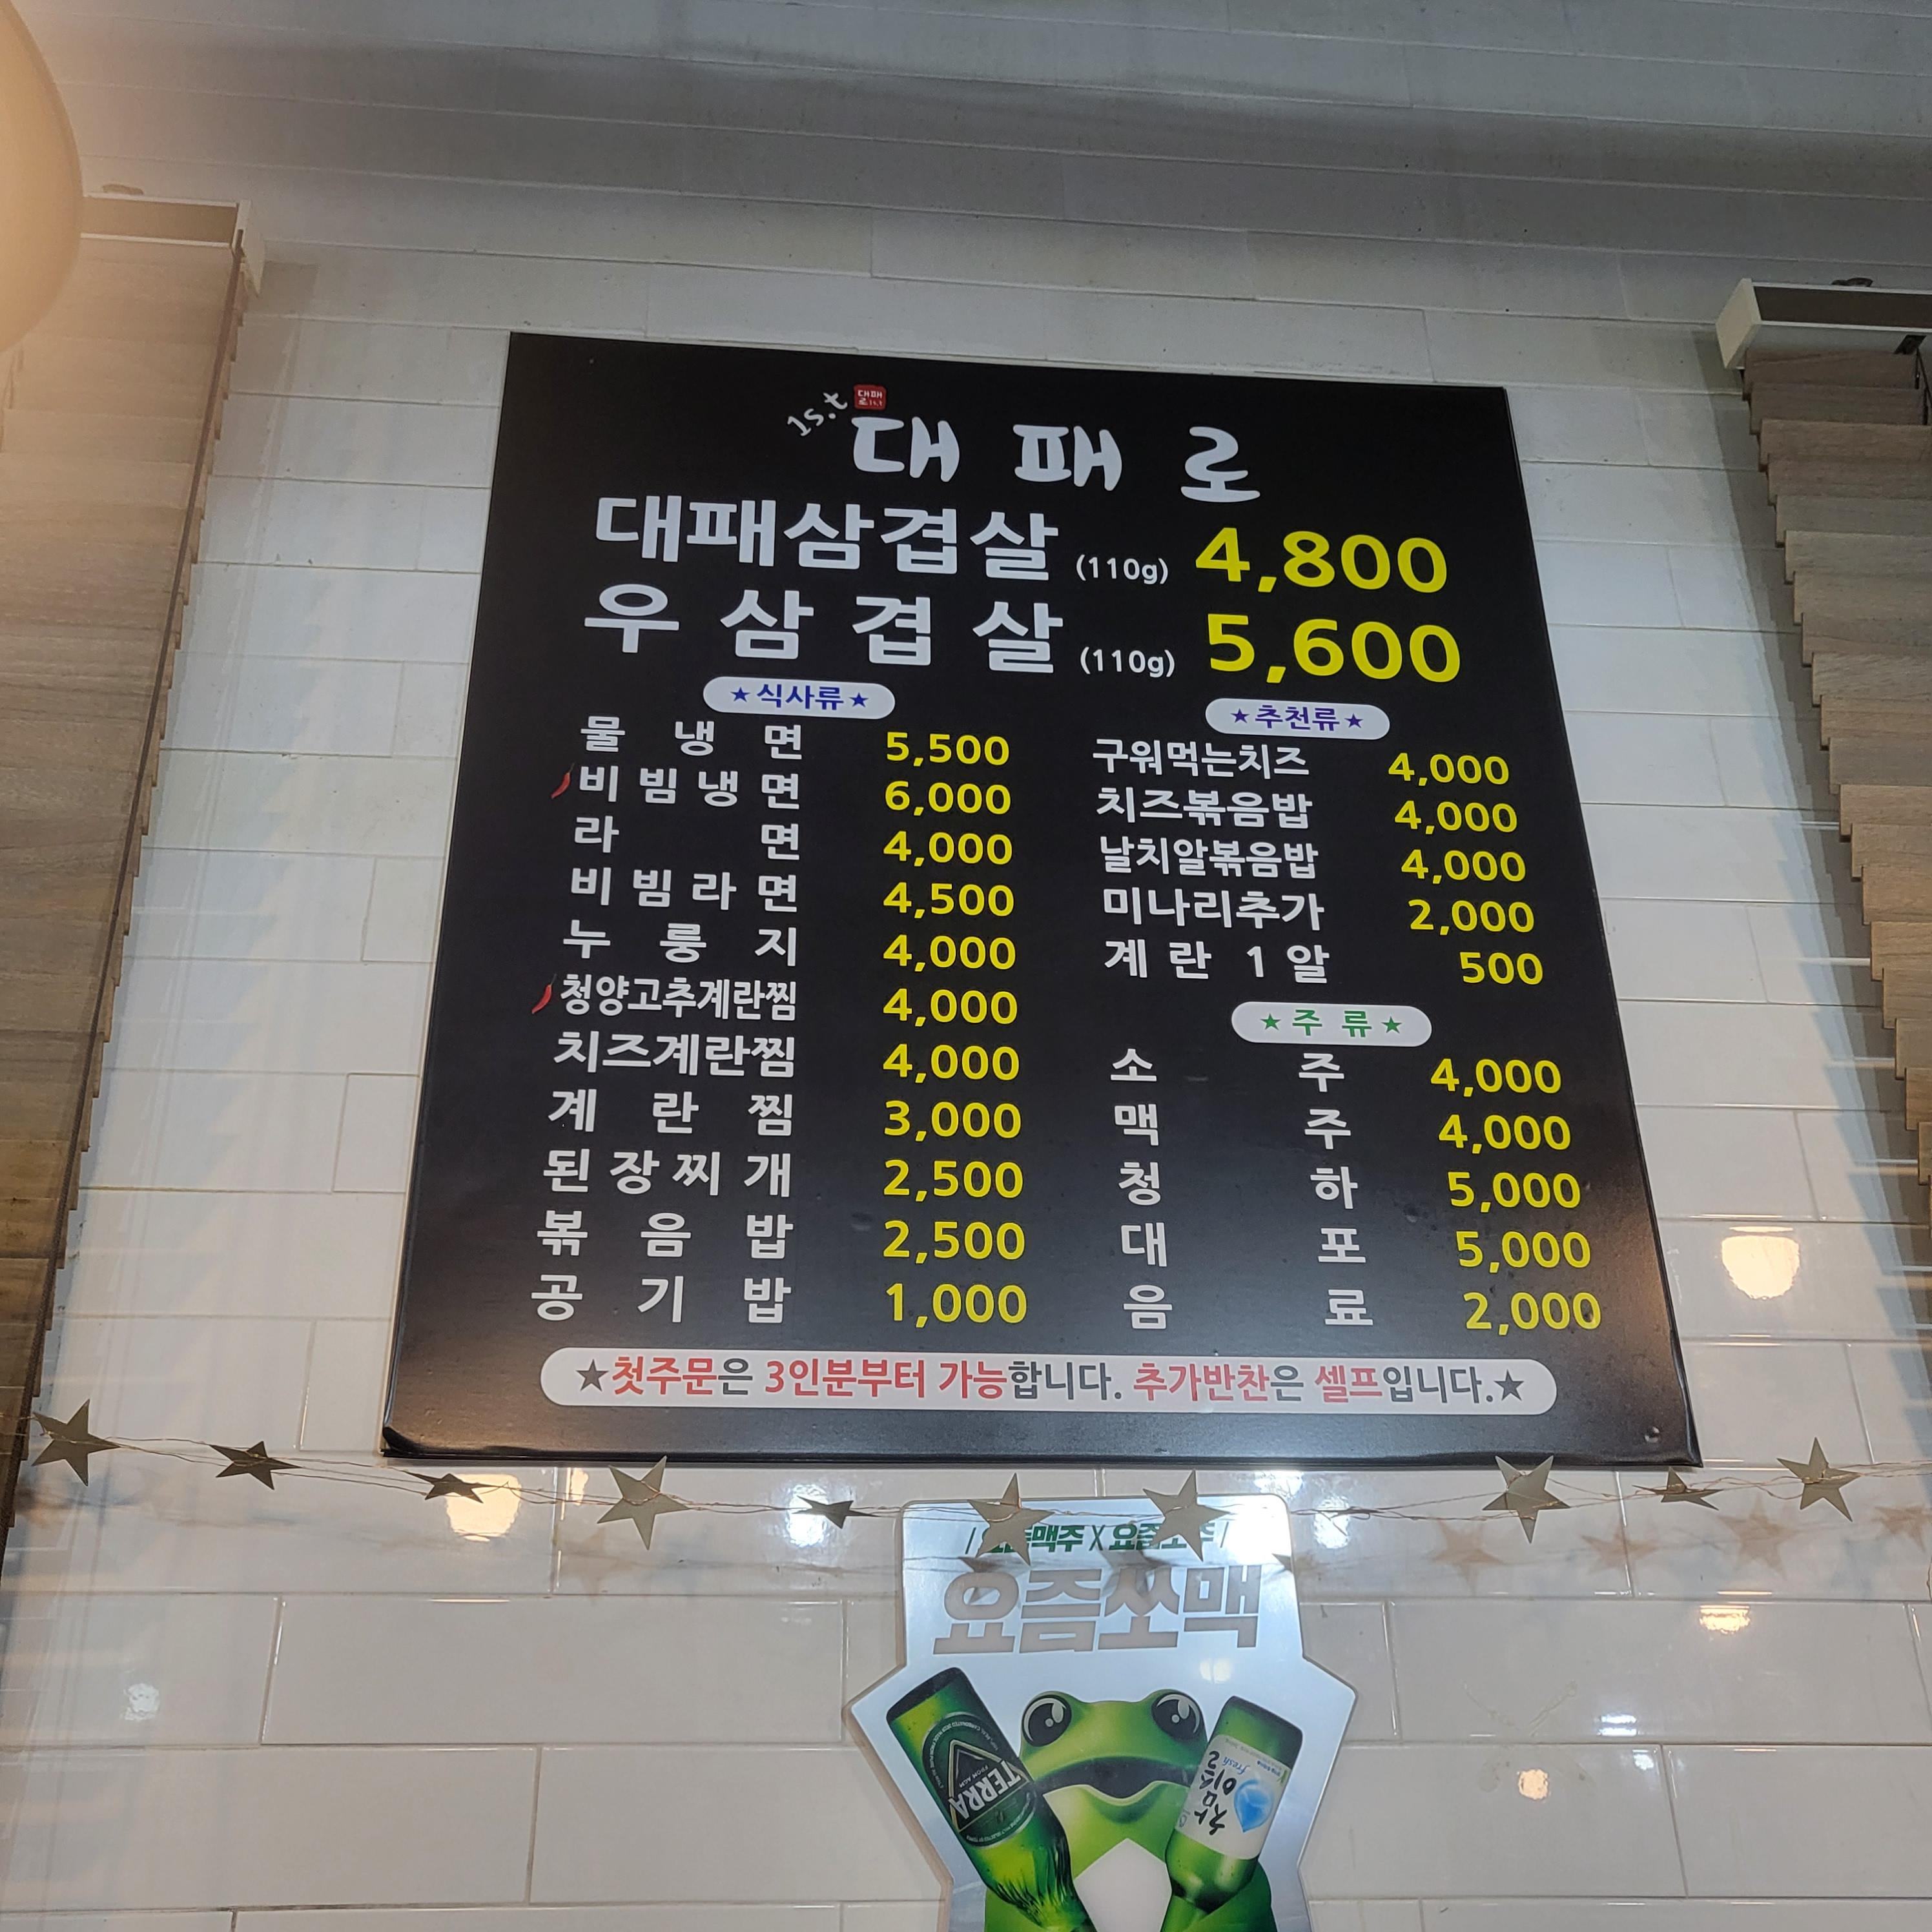 1s.t
대패로
대패삼겹살 (110g) 4,800
우삼겹살 (110g) 5,600
★식사류★
물냉면 5,500
비빔냉면 6,000
라면 4,000
비빔라면 4,500
누룽지 4,000
청양고추계란찜 4,000
치즈계란찜 4,000
계란찜 3,000
된장찌개 2,500
볶음밥 2,500
공기밥 1,000
★추천류★
구워먹는치즈 4,000
치즈볶음밥 4,000
날치알볶음밥 4,000
미나리추가 2,000
계란 1알 500
★주류★
소주 4,000
맥주 4,000
청하 5,000
대포 5,000
음료 2,000
★첫주문은 3인분부터 가능합니다. 추가반찬은 셀프입니다.★
요즘쏘맥
TERRA
FROM AGM
참이슬
fresh